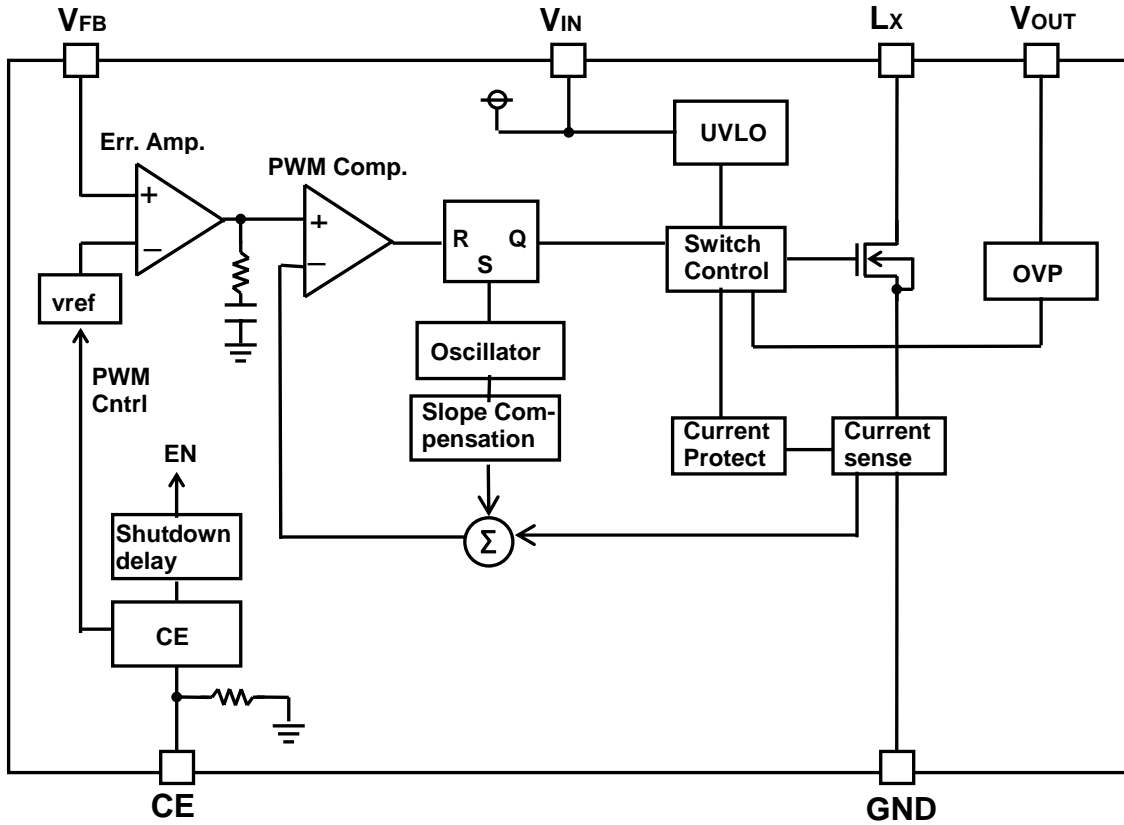 VFB
VIN
LX
VOUT
Err. Amp.
UVLO
PWM Comp.
+
−
+
−
R
Q
S
Switch
Control
OVP
vref
Oscillator
PWM
Cntrl
Slope Com-
pensation
Current
Protect
Current
sense
EN
Shutdown
delay
Σ
CE
CE
GND